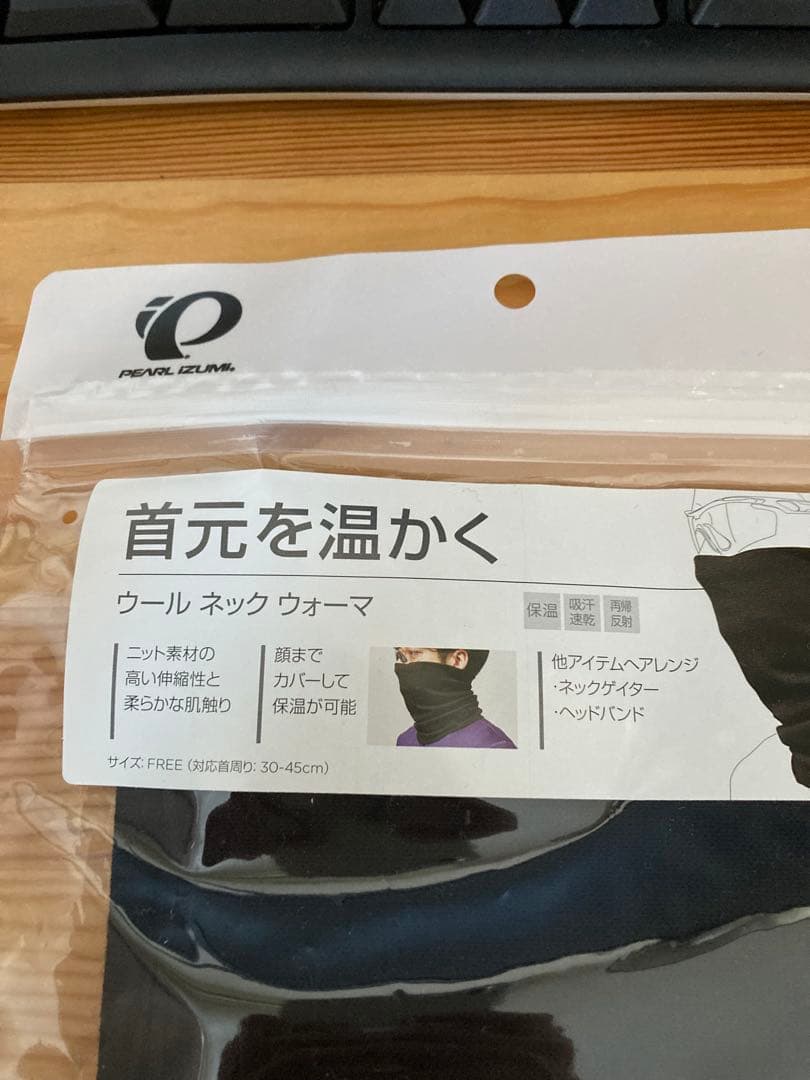 PEARL iZUMi
首元を温かく
ウール ネック ウォーマ
保温
吸汗
速乾
再帰
反射
ニット素材の
高い伸縮性と
柔らかな肌触り
顔まで
カバーして
保温が可能
他アイテムへアレンジ
・ネックゲイター
・ヘッドバンド
サイズ: FREE (対応首周り: 30-45cm)